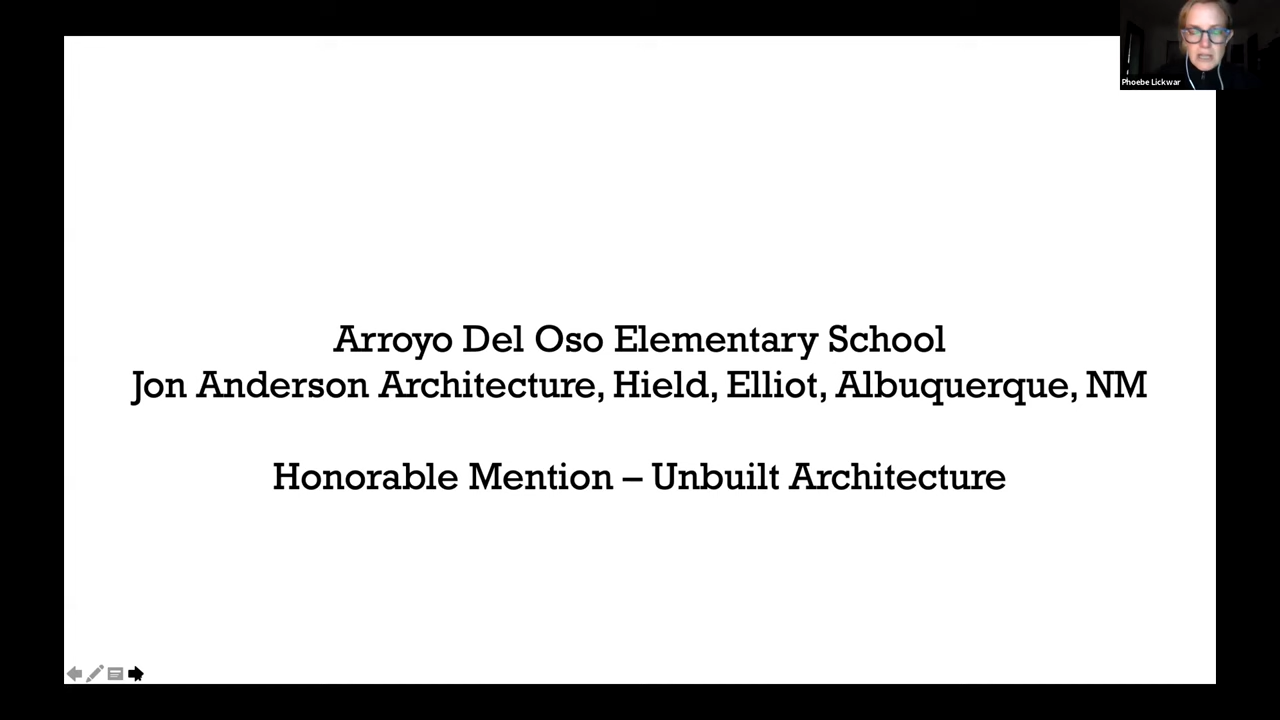 Phoebe Lickwar
Arroyo Del Oso Elementary School
Jon Anderson Architecture, Hield, Elliot, Albuquerque, NM
Honorable Mention – Unbuilt Architecture